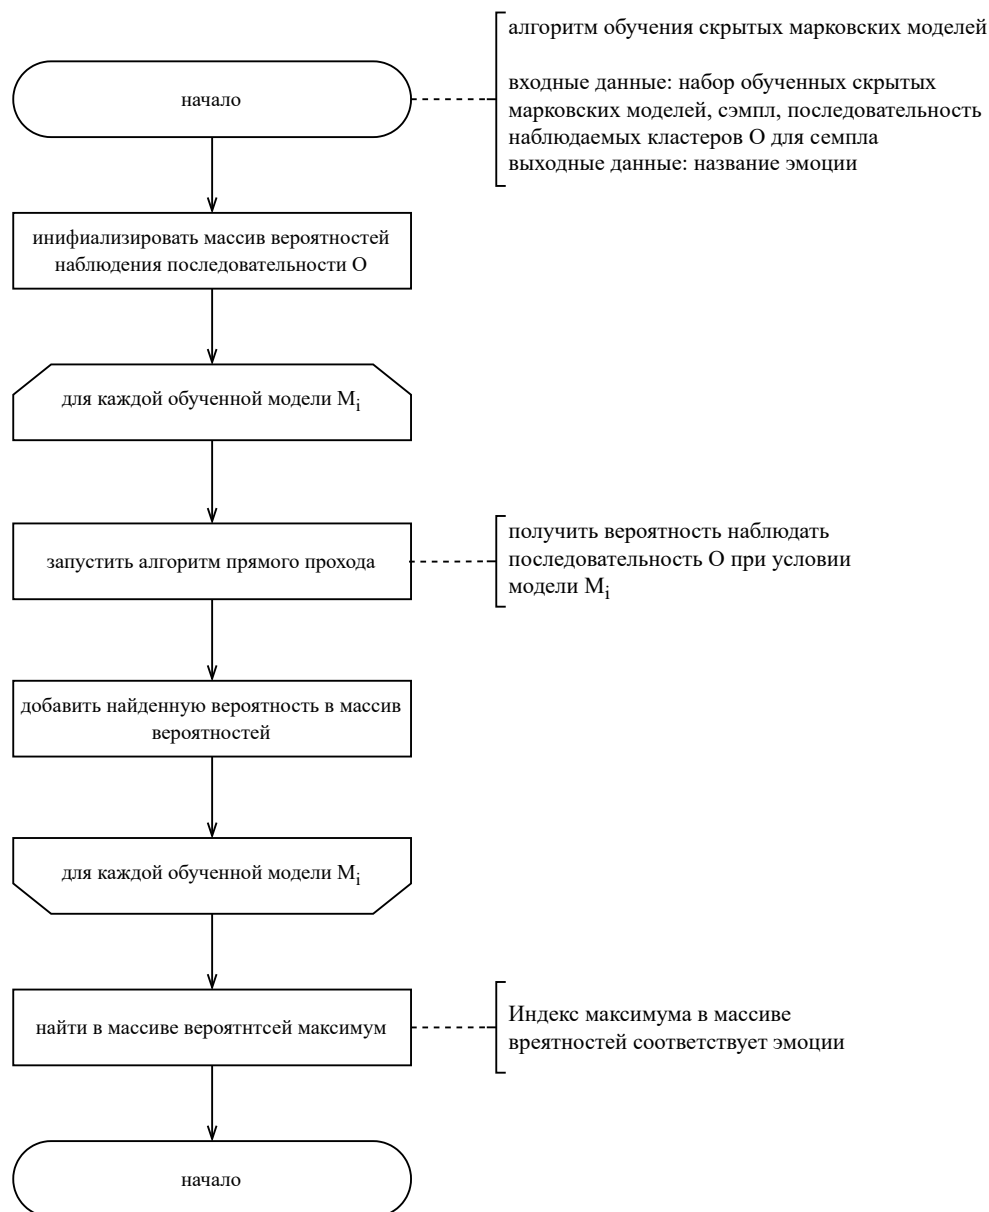 алгоритм обучения скрытых марковских моделей
начало
входные данные: набор обученных скрытых
марковских моделей, сэмпл, последовательность
наблюдаемых кластеров О для семпла
выходные данные: название эмоции
инифиализировать массив вероятностей
наблюдения последовательности О
для каждой обученной модели Mi
запустить алгоритм прямого прохода
получить вероятность наблюдать
последовательность О при условии
модели Mi
добавить найденную вероятность в массив
вероятностей
для каждой обученной модели Mi
найти в массиве вероятнтсей максимум
Индекс максимума в массиве
вреятностей соответствует эмоции
начало